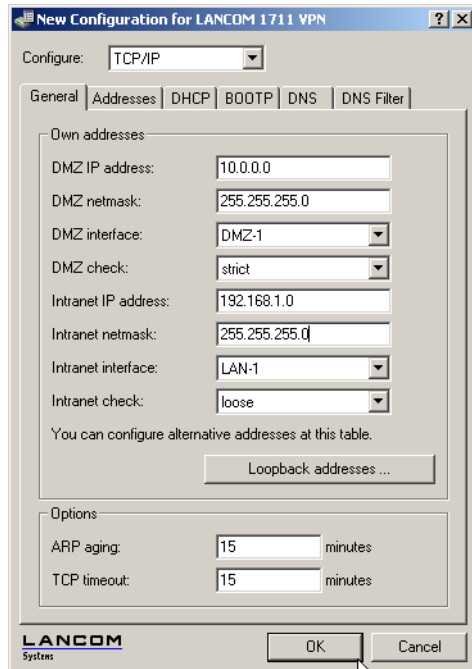 New Configuration for LANCOM 1711 VPN
Configure: TCP/IP
General Addresses DHCP BOOTP DNS DNS Filter
Own addresses
DMZ IP address: 10.0.0.0
DMZ netmask: 255.255.255.0
DMZ interface: DMZ-1
DMZ check: strict
Intranet IP address: 192.168.1.0
Intranet netmask: 255.255.255.0
Intranet interface: LAN-1
Intranet check: loose
You can configure alternative addresses at this table.
Loopback addresses ...
Options
ARP aging: 15 minutes
TCP timeout: 15 minutes
LANCOM
Systems
OK Cancel